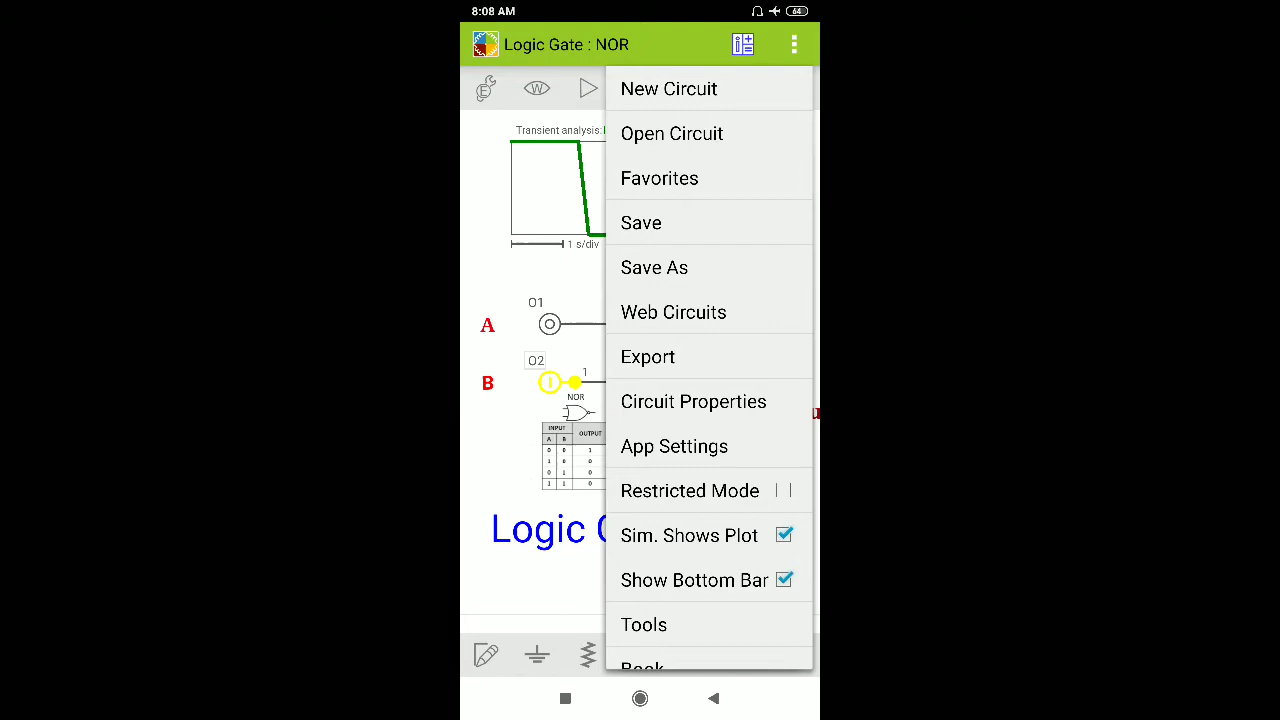 8:08 AM
64
Logic Gate : NOR
New Circuit
Open Circuit
Favorites
Save
Save As
Web Circuits
Export
Circuit Properties
App Settings
Restricted Mode
Sim. Shows Plot
Show Bottom Bar
Tools
Book
E
W
Transient analysis:
1 s/div
O1
A
O2
1
B
NOR
INPUT OUTPUT
A B
0 0 1
1 0 0
0 1 0
1 1 0
Logic